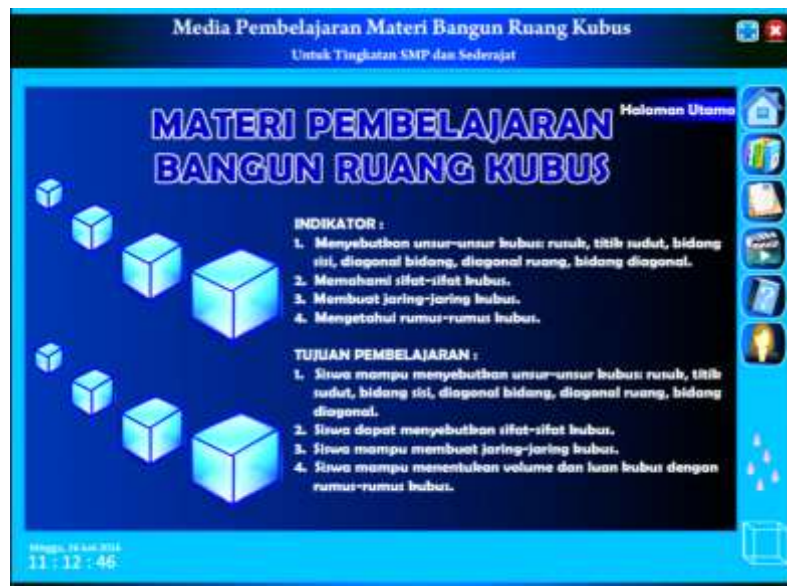 Media Pembelajaran Materi Bangun Ruang Kubus
Untuk Tingkatan SMP dan Sederajat
Halaman Utama
MATERI PEMBELAJARAN
BANGUN RUANG KUBUS
INDIKATOR :
1. Menyebutkan unsur-unsur kubus: rusuk, titik sudut, bidang
sisi, diagonal bidang, diagonal ruang, bidang diagonal.
2. Memahami sifat-sifat kubus.
3. Membuat jaring-jaring kubus.
4. Mengetahui rumus-rumus kubus.
TUJUAN PEMBELAJARAN :
1. Siswa mampu menyebutkan unsur-unsur kubus: rusuk, titik
sudut, bidang sisi, diagonal bidang, diagonal ruang, bidang
diagonal.
2. Siswa dapat menyebutkan sifat-sifat kubus.
3. Siswa mampu membuat jaring-jaring kubus.
4. Siswa mampu menentukan volume dan luas kubus dengan
rumus-rumus kubus.
Minggu,
11 : 12 : 46